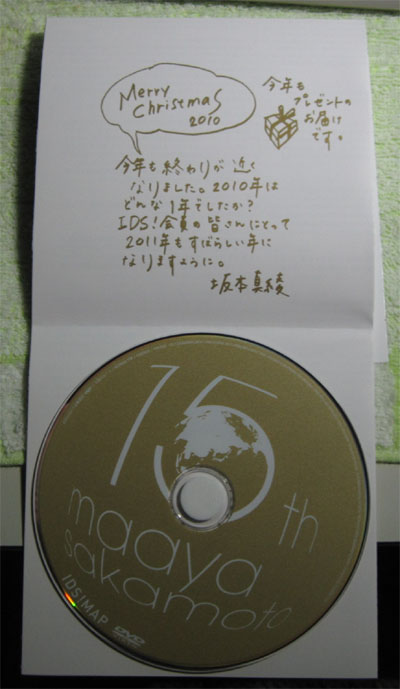 Merry
Christmas
2010
今年も
プレゼントの
お届け
です。
今年も終わりが近く
なりました。2010年は
どんな1年でしたか?
IDS!会員の皆さんにとって
2011年もすばらしい年に
なりますように。
坂本真綾
15th
maaya
sakamoto
IDS!MAP
DVD